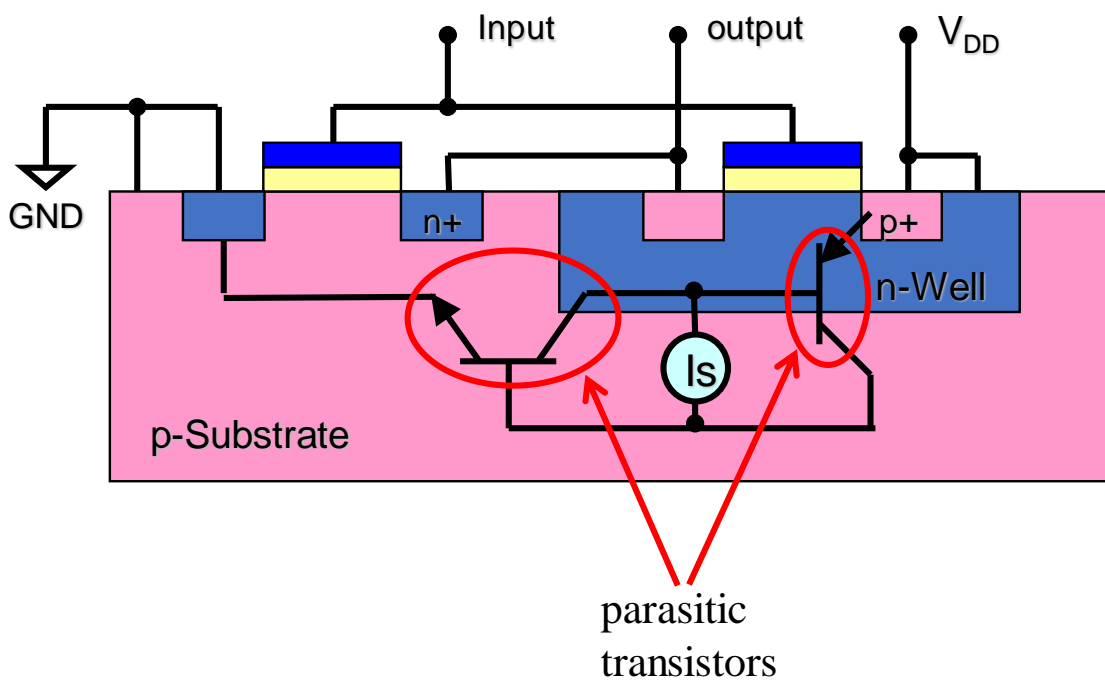 Input
output
VDD
GND
n+
p+
n-Well
Is
p-Substrate
parasitic
transistors